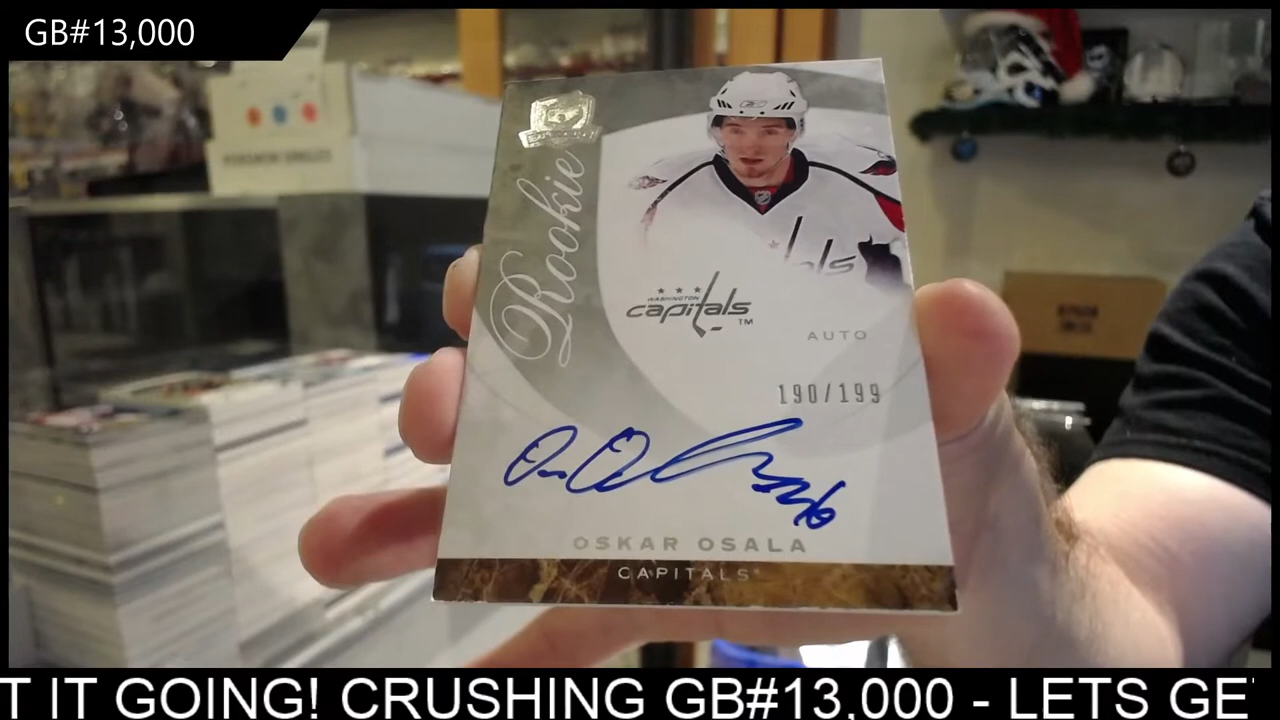 GB#13,000
Rookie
WASHINGTON
capitals™
AUTO
190/199
OSKAR OSALA
CAPITALS
T IT GOING! CRUSHING GB#13,000 - LETS GE